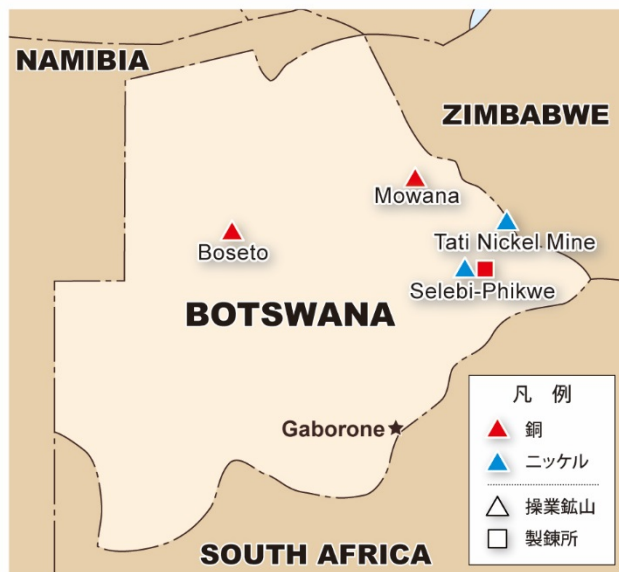 NAMIBIA
ZIMBABWE
Mowana
Tati Nickel Mine
Boseto
Selebi-Phikwe
BOTSWANA
Gaborone
凡 例
銅
ニッケル
操業鉱山
製錬所
SOUTH AFRICA